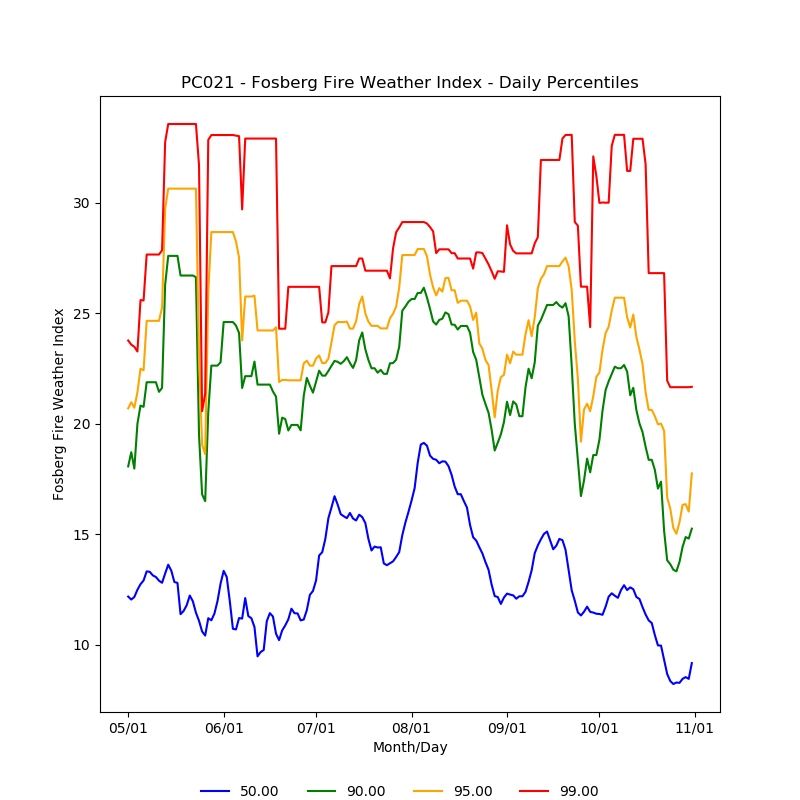 PC021 - Fosberg Fire Weather Index - Daily Percentiles
Fosberg Fire Weather Index
30
25
20
15
10
05/01 06/01 07/01 08/01 09/01 10/01 11/01
Month/Day
50.00 90.00 95.00 99.00